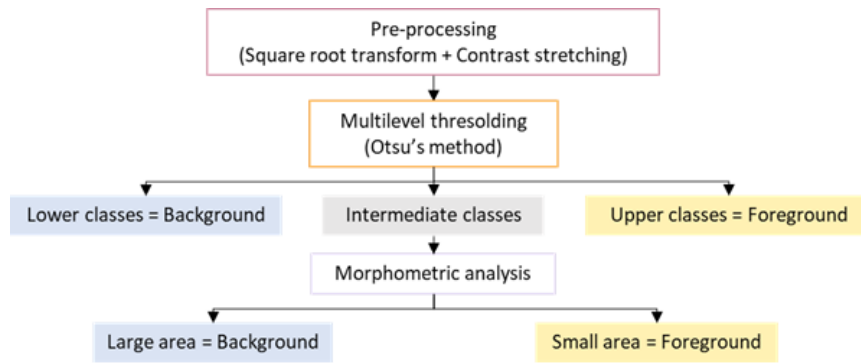 Pre-processing
(Square root transform + Contrast stretching)
Multilevel thresolding
(Otsu's method)
Lower classes = Background
Intermediate classes
Upper classes = Foreground
Morphometric analysis
Large area = Background
Small area = Foreground